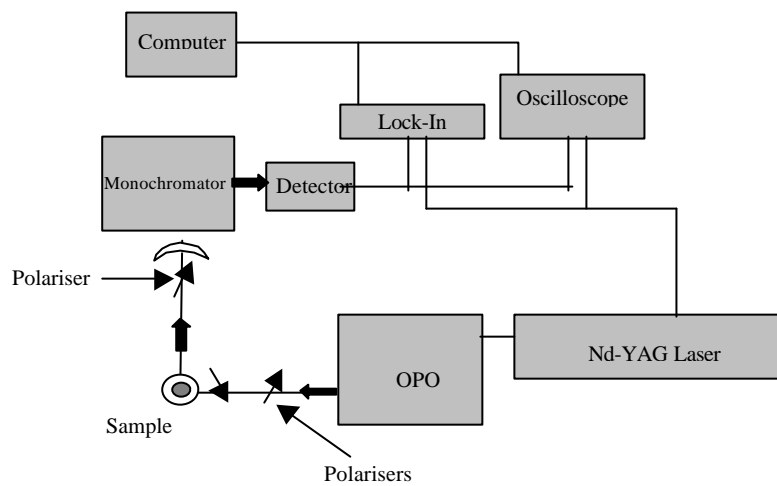 Computer
Oscilloscope
Lock-In
Monochromator
Detector
Polariser
Nd-YAG Laser
OPO
Sample
Polarisers